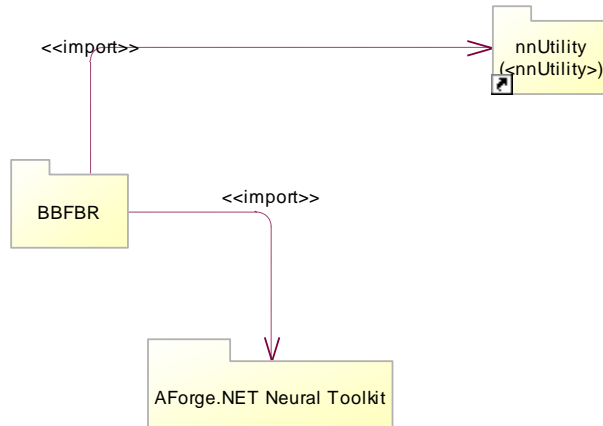 <<import>>
nnUtility
(<nnUtility>)
BBFBR
<<import>>
AForge.NET Neural Toolkit